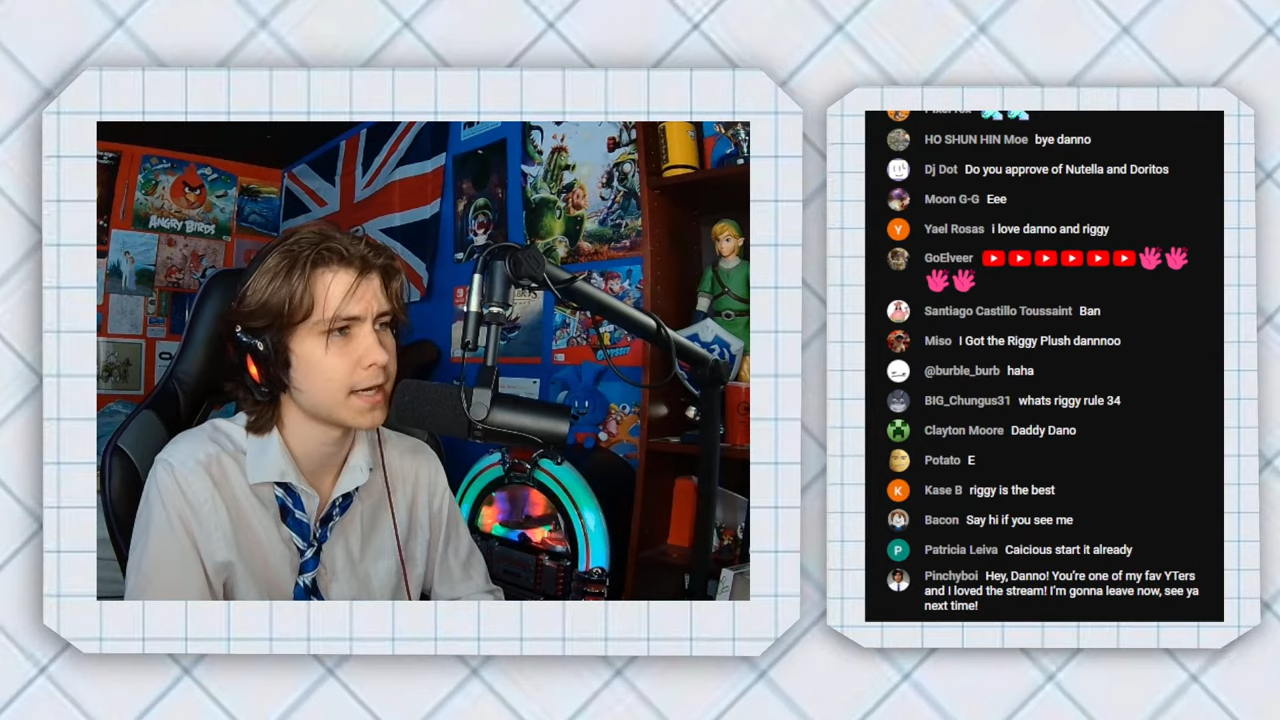 ANGRY BIRDS
ODYSSEY
HO SHUN HIN Moe bye danno
Dj Dot Do you approve of Nutella and Doritos
Moon G-G Eee
Y Yael Rosas i love danno and riggy
GoElveer
Santiago Castillo Toussaint Ban
Miso I Got the Riggy Plush dannnoo
@burble_burb haha
BIG_Chungus31 whats riggy rule 34
Clayton Moore Daddy Dano
Potato E
K Kase B riggy is the best
Bacon Say hi if you see me
P Patricia Leiva Caicious start it already
Pinchyboi Hey, Danno! You're one of my fav YTers
and I loved the stream! I'm gonna leave now, see ya
next time!